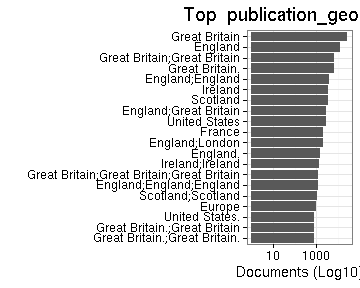 Top publication_geo
Great Britain
England
Great Britain;Great Britain
Great Britain.
England;England
Ireland
Scotland
England;Great Britain
United States
France
England;London
England.
Ireland;Ireland
Great Britain;Great Britain;Great Britain
England;England;England
Scotland;Scotland
Europe
United States.
Great Britain.;Great Britain
Great Britain.;Great Britain.
10 1000
Documents (Log10)